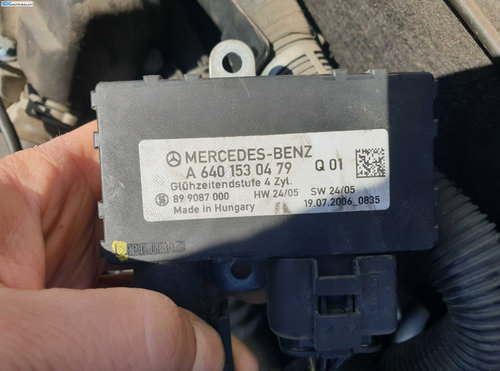 MERCEDES-BENZ
A 640 153 04 79 Q 01
Glühzeitendstufe 4 Zyl.
89.9087 000 HW 24/05 SW 24/05
Made in Hungary 19.07.2006_0835